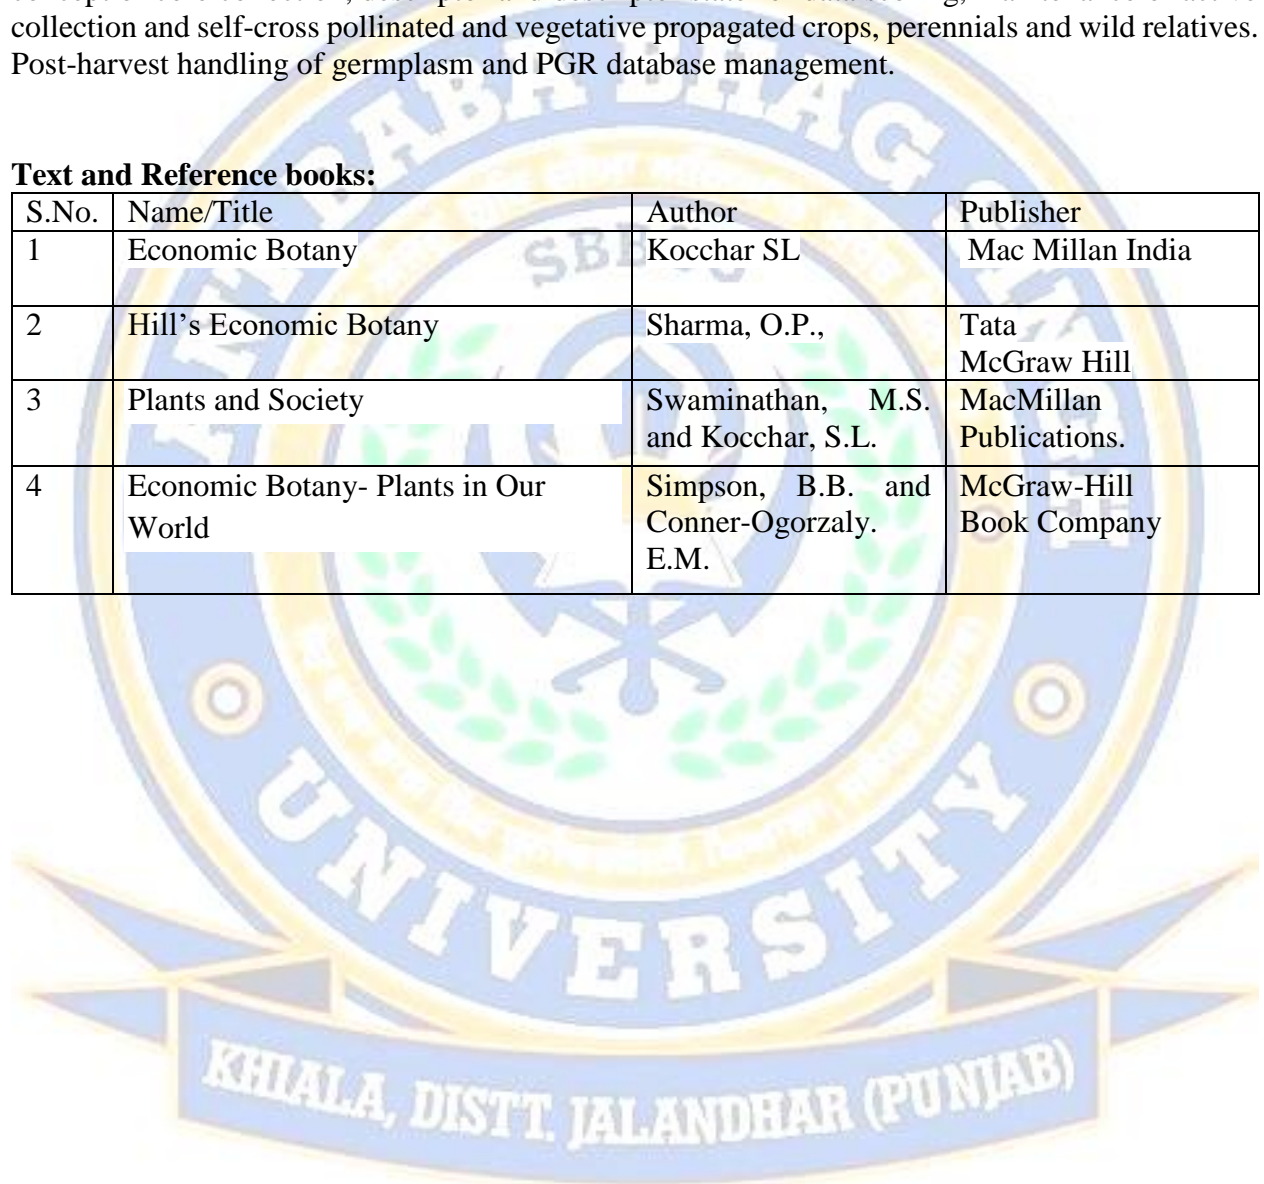 collection and self-cross pollinated and vegetative propagated crops, perennials and wild relatives.
Post-harvest handling of germplasm and PGR database management.
Text and Reference books:
S.No. Name/Title Author Publisher
1 Economic Botany Kocchar SL Mac Millan India
2 Hill's Economic Botany Sharma, O.P., Tata
McGraw Hill
3 Plants and Society Swaminathan, M.S. MacMillan
and Kocchar, S.L. Publications.
4 Economic Botany- Plants in Our Simpson, B.B. and McGraw-Hill
World Conner-Ogorzaly. Book Company
E.M.
BABA BHAG
UNIVERSITY
KHIALA, DISTT. JALANDHAR (PUNJAB)